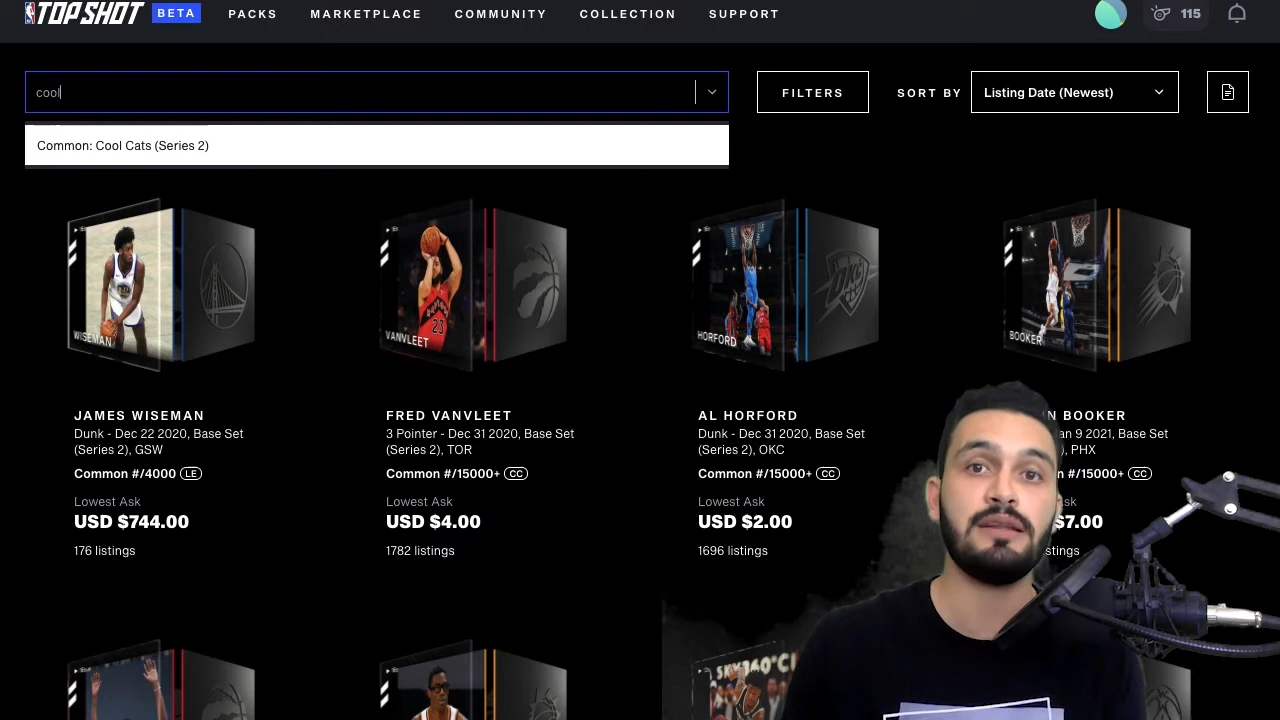 TOP SHOT BETA PACKS MARKETPLACE COMMUNITY COLLECTION SUPPORT 115
cool FILTERS SORT BY Listing Date (Newest)
Common: Cool Cats (Series 2)
WISEMAN VANVLEET HORFORD BOOKER
JAMES WISEMAN
Dunk - Dec 22 2020, Base Set
(Series 2), GSW
Common #/4000 LE
Lowest Ask
USD $744.00
176 listings
FRED VANVLEET
3 Pointer - Dec 31 2020, Base Set
(Series 2), TOR
Common #/15000+ CC
Lowest Ask
USD $4.00
1782 listings
AL HORFORD
Dunk - Dec 31 2020, Base Set
(Series 2), OKC
Common #/15000+ CC
Lowest Ask
USD $2.00
1696 listings
N BOOKER
an 9 2021, Base Set
), PHX
n #/15000+ CC
sk
$7.00
stings